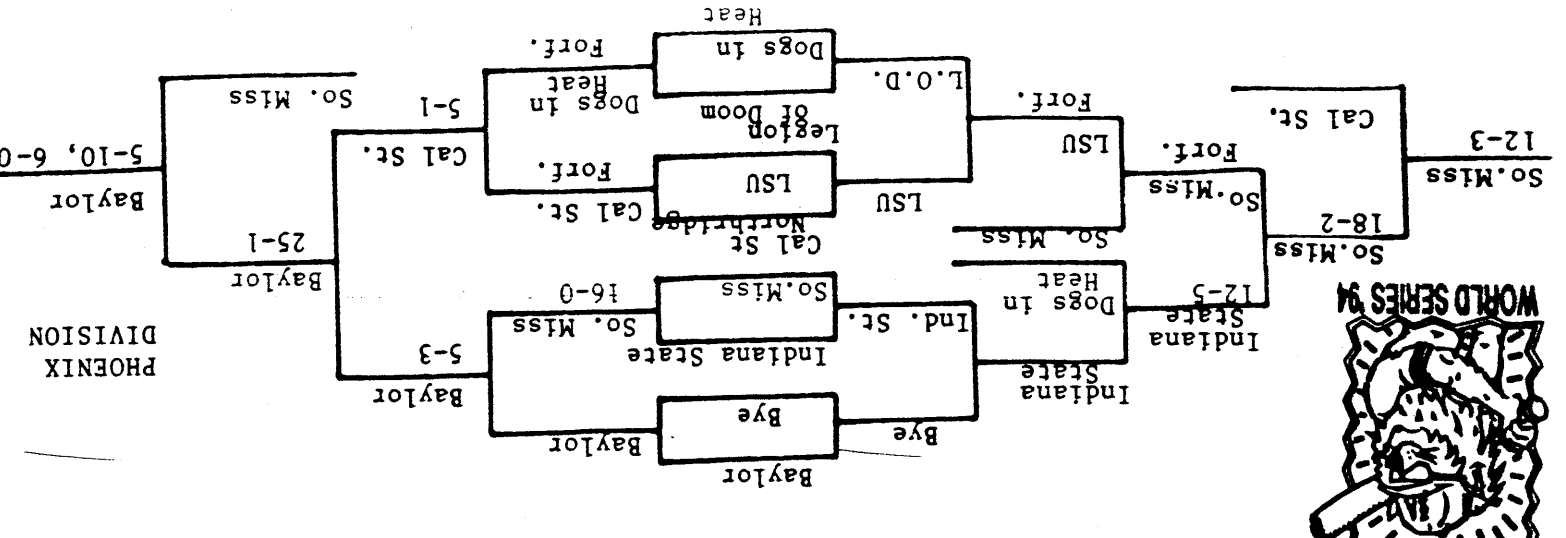 Baylor
Bye
Bye
Baylor
Indiana
State
Baylor
5-3
PHOENIX
DIVISION
Indiana State
Indiana
State
12-5
Dogs in
Heat
Ind. St.
So.Miss
So. Miss
16-0
WORLD SERIES '94
Baylor
25-1
So.Miss
18-2
So. Miss
Cal St
Northridge
LSU
LSU
Cal St.
Forf.
So.Miss
Forf.
Baylor
5-10, 6-0
So.Miss
12-3
LSU
Forf.
Legion
of Doom
Cal St.
5-1
Cal St.
L.O.D.
Dogs in
Heat
Dogs in
Heat
Forf.
So. Miss